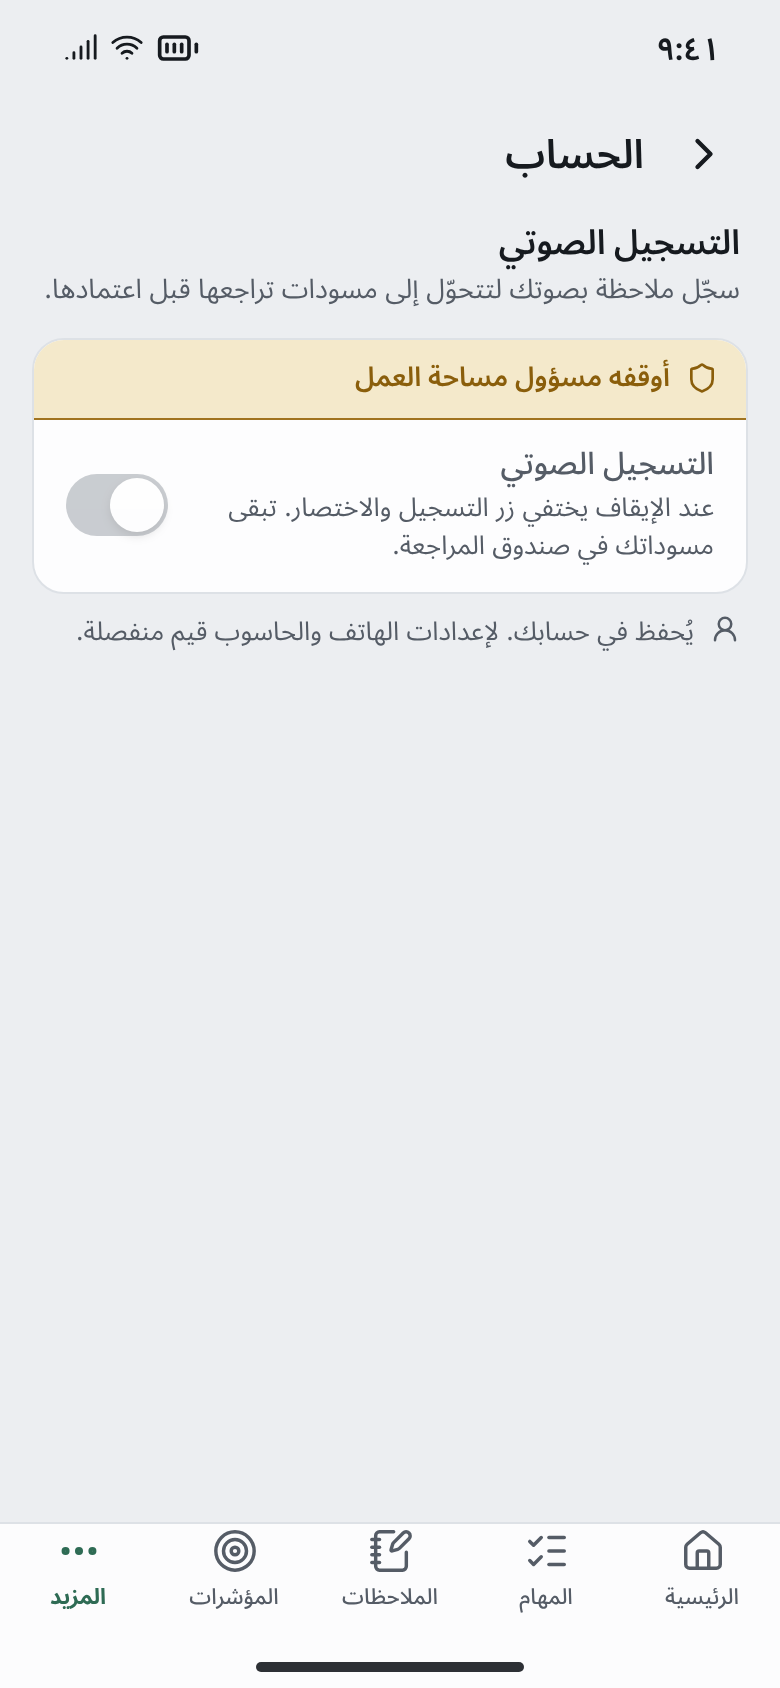 ٩:٤١
الحساب
التسجيل الصوتي
سجّل ملاحظة بصوتك لتتحوّل إلى مسودات تراجعها قبل اعتمادها.
أوقفه مسؤول مساحة العمل
التسجيل الصوتي
عند الإيقاف يختفي زر التسجيل والاختصار. تبقى
مسوداتك في صندوق المراجعة.
يُحفظ في حسابك. لإعدادات الهاتف والحاسوب قيم منفصلة.
الرئيسية
المهام
الملاحظات
المؤشرات
المزيد